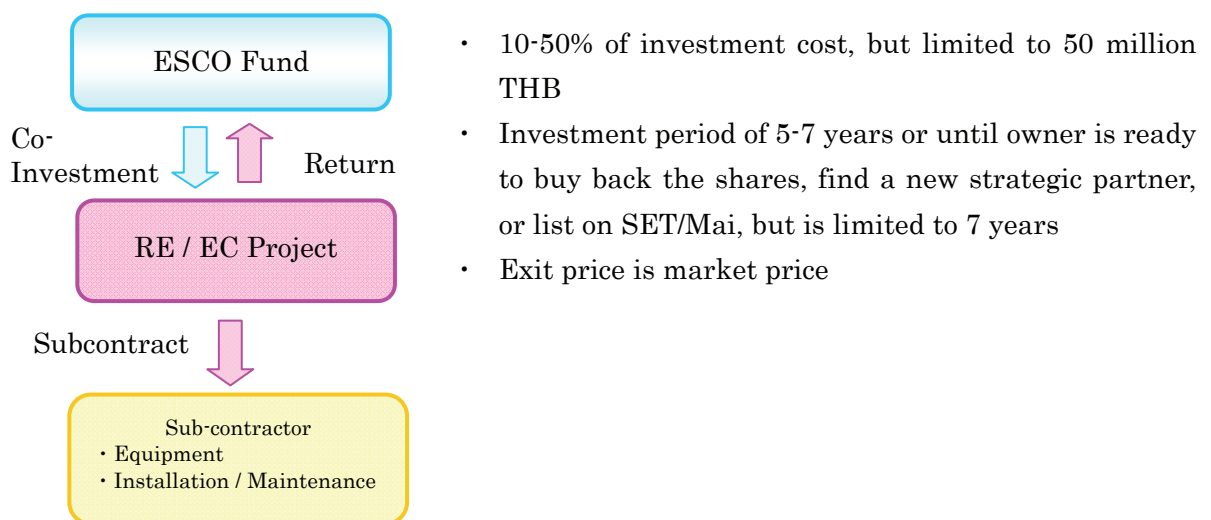 ESCO Fund
Co-
Investment
Return
RE / EC Project
Subcontract
Sub-contractor
・Equipment
・Installation / Maintenance
・ 10-50% of investment cost, but limited to 50 million
THB
・ Investment period of 5-7 years or until owner is ready
to buy back the shares, find a new strategic partner,
or list on SET/Mai, but is limited to 7 years
・ Exit price is market price